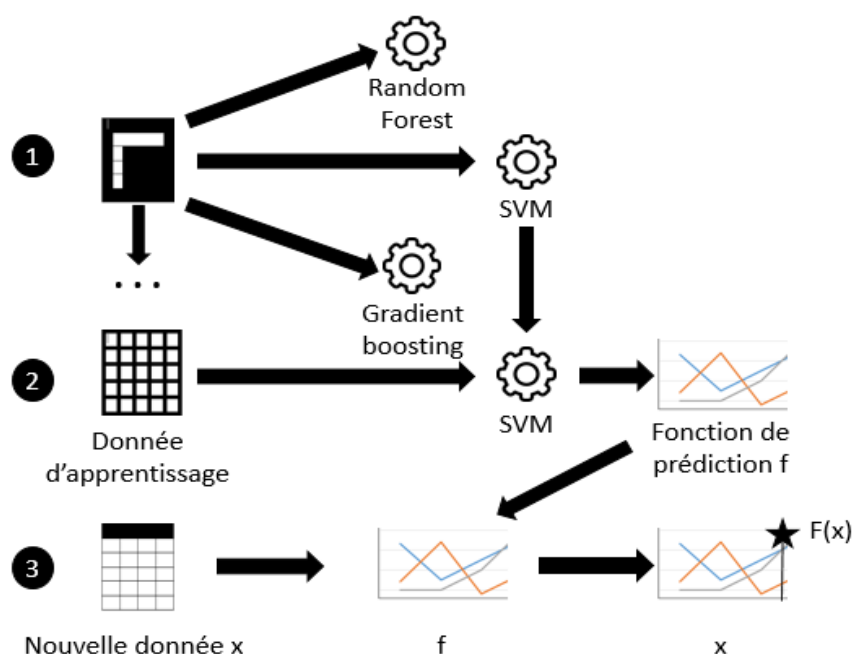 Random
Forest
1
SVM
...
Gradient
boosting
2
SVM
Donnée
d'apprentissage
Fonction de
prédiction f
F(x)
3
Nouvelle donnée x
f
x